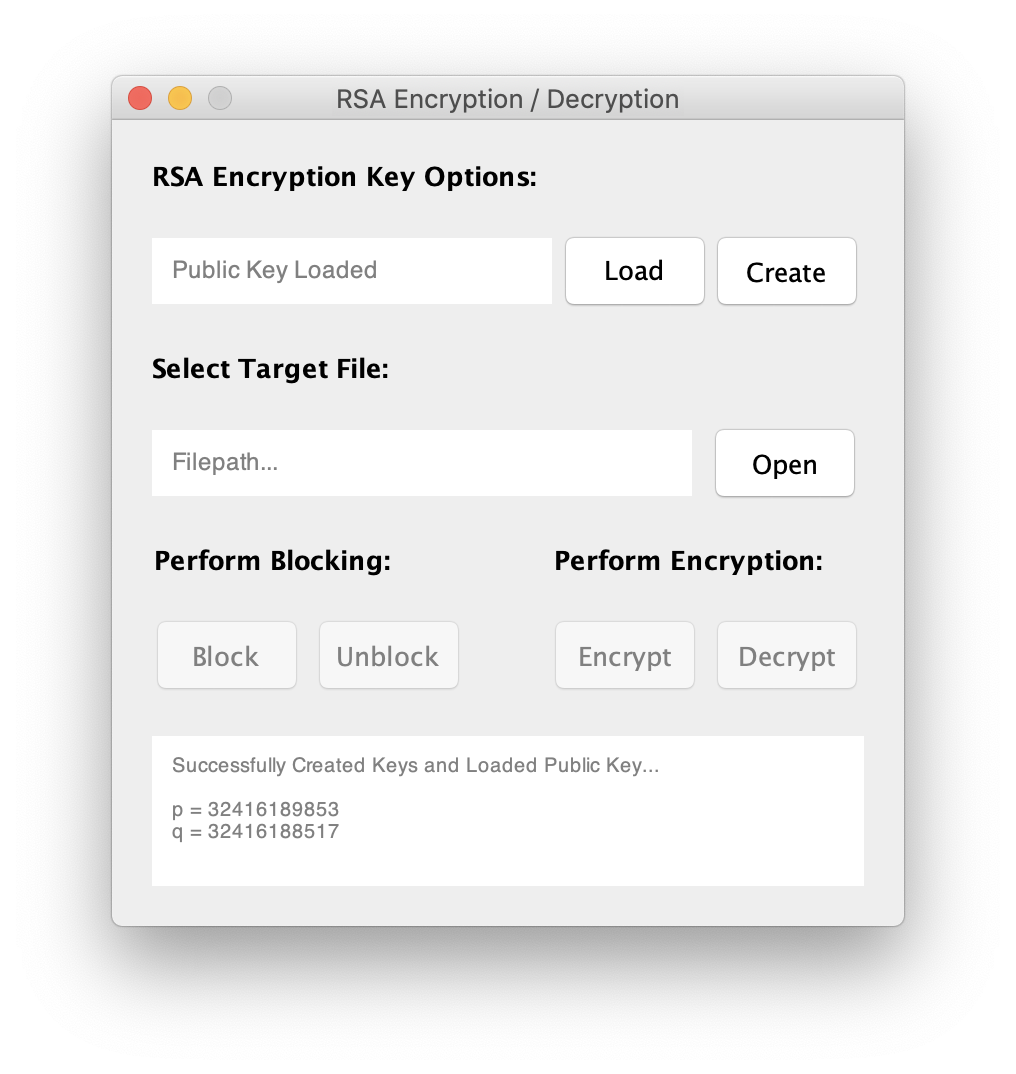 RSA Encryption / Decryption
RSA Encryption Key Options:
Public Key Loaded
Load
Create
Select Target File:
Filepath...
Open
Perform Blocking:
Perform Encryption:
Block
Unblock
Encrypt
Decrypt
Successfully Created Keys and Loaded Public Key...
p = 32416189853
q = 32416188517